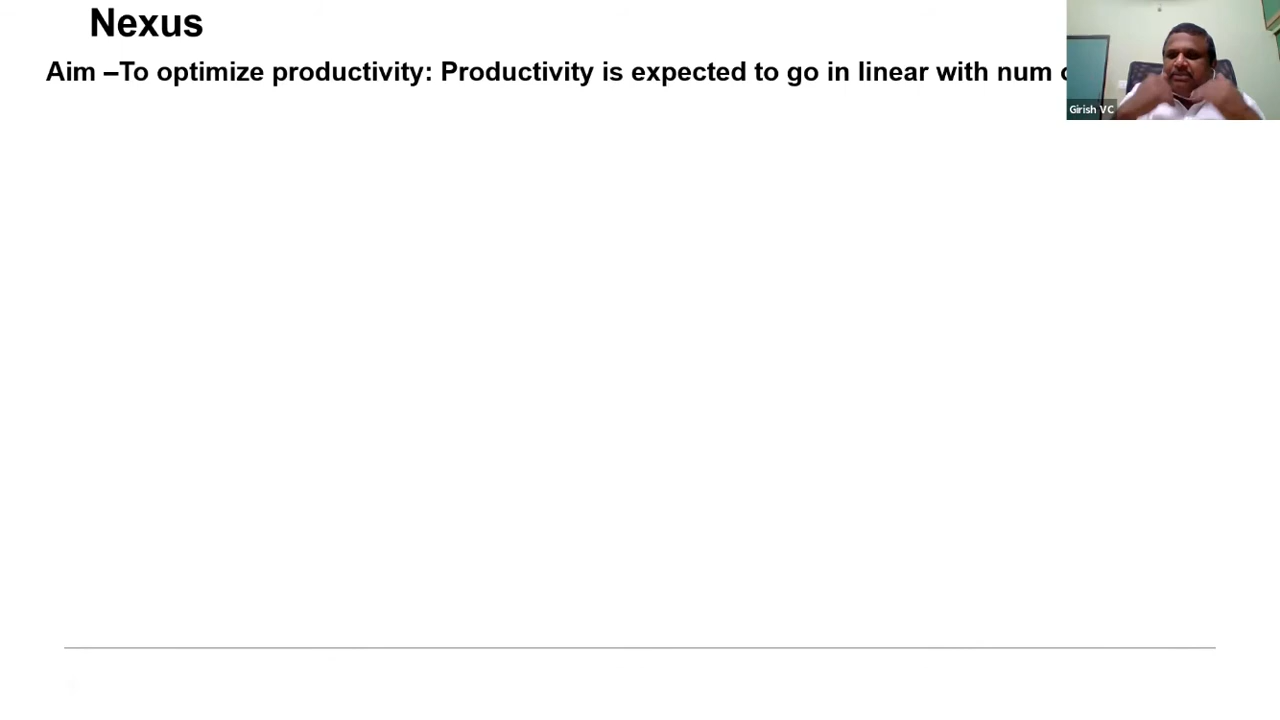 Nexus
Aim –To optimize productivity: Productivity is expected to go in linear with num
Girish VC